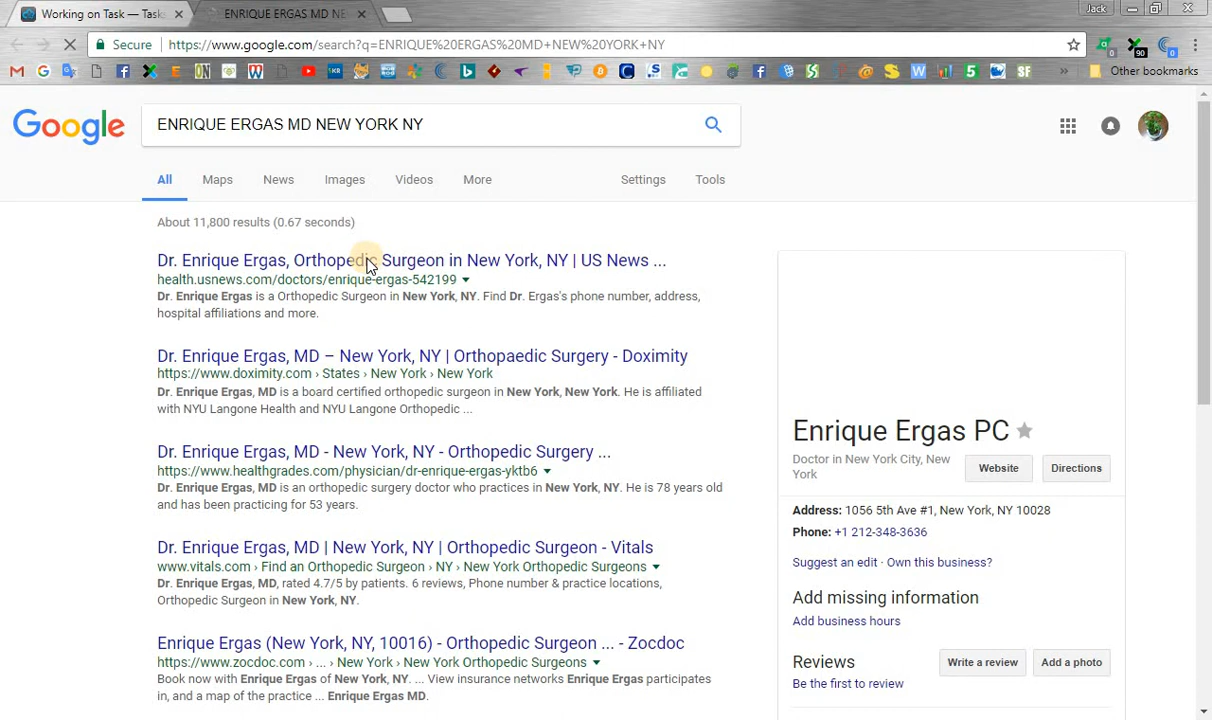 Working on Task — Task
ENRIQUE ERGAS MD NE
Jack
Secure
https://www.google.com/search?q=ENRIQUE%20ERGAS%20MD+NEW%20YORK+NY
Other bookmarks
Google
ENRIQUE ERGAS MD NEW YORK NY
All Maps News Images Videos More Settings Tools
About 11,800 results (0.67 seconds)
Dr. Enrique Ergas, Orthopedic Surgeon in New York, NY | US News ...
health.usnews.com/doctors/enrique-ergas-542199
Dr. Enrique Ergas is a Orthopedic Surgeon in New York, NY. Find Dr. Ergas's phone number, address,
hospital affiliations and more.
Dr. Enrique Ergas, MD – New York, NY | Orthopaedic Surgery - Doximity
https://www.doximity.com › States › New York › New York
Dr. Enrique Ergas, MD is a board certified orthopedic surgeon in New York, New York. He is affiliated
with NYU Langone Health and NYU Langone Orthopedic ...
Dr. Enrique Ergas, MD - New York, NY - Orthopedic Surgery ...
https://www.healthgrades.com/physician/dr-enrique-ergas-yktb6
Dr. Enrique Ergas, MD is an orthopedic surgery doctor who practices in New York, NY. He is 78 years old
and has been practicing for 53 years.
Dr. Enrique Ergas, MD | New York, NY | Orthopedic Surgeon - Vitals
www.vitals.com › Find an Orthopedic Surgeon › NY › New York Orthopedic Surgeons
Dr. Enrique Ergas, MD, rated 4.7/5 by patients. 6 reviews, Phone number & practice locations,
Orthopedic Surgeon in New York, NY.
Enrique Ergas (New York, NY, 10016) - Orthopedic Surgeon ... - Zocdoc
https://www.zocdoc.com › ... › New York › New York Orthopedic Surgeons
Book now with Enrique Ergas of New York, NY. ... View insurance networks Enrique Ergas participates
in, and a map of the practice ... Enrique Ergas MD.
Enrique Ergas PC
Doctor in New York City, New
York
Website
Directions
Address: 1056 5th Ave #1, New York, NY 10028
Phone: +1 212-348-3636
Suggest an edit · Own this business?
Add missing information
Add business hours
Reviews
Write a review
Add a photo
Be the first to review